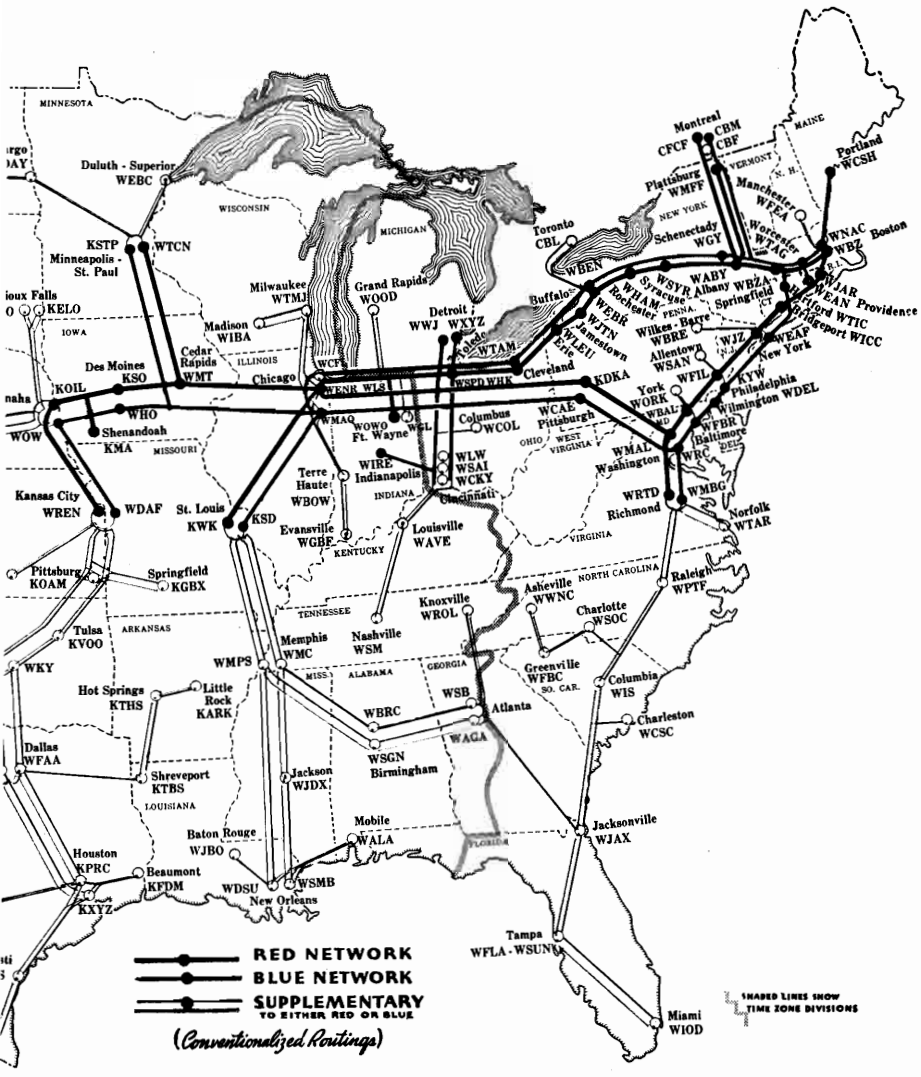 MINNESOTA
Montreal
CFCF
CBM
CBF
MAINE
Portland
WCSH
VERMONT
N. H.
Plattsburg
WMFF
Manchester
WFEA
NEW YORK
Schenectady
WGY
Worcester
WTAG
WNAC
WBZ
Boston
Duluth - Superior
WEBC
WISCONSIN
MICHIGAN
Toronto
CBL
WBEN
Buffalo
KSTP
WTCN
Minneapolis -
St. Paul
WHAM
Rochester
WSYR
Syracuse
WABY
Albany
WBZA
Springfield
R. I.
WJAR
WEAN Providence
Hartford WTIC
CT
Bridgeport WICC
Milwaukee
WTMJ
Grand Rapids
WOOD
Detroit
WWJ
WXYZ
Toledo
WTAM
WEBR
WJTN
Jamestown
WLEU
Erie
PENNA.
Wilkes-Barre
WBRE
WJZ
N.J.
WEAF
New York
ioux Falls
KELO
IOWA
Madison
WIBA
ILLINOIS
Chicago
WCFL
WENR
WLS
WMAQ
WSPD
WHK
Cleveland
KDKA
WCAE
Pittsburgh
Allentown
WSAN
WFIL
KYW
Philadelphia
WDEL
Wilmington
York
WORK
WBAL
MD
WFBR
Baltimore
DEL
Des Moines
KSO
Cedar
Rapids
WMT
KOIL
WHO
WOW
Shenandoah
KMA
MISSOURI
WOWO
WGL
Ft. Wayne
Columbus
WCOL
OHIO
WEST
VIRGINIA
WMAL
Washington
WRC
WIRE
Indianapolis
WLW
WSAI
WCKY
Cincinnati
INDIANA
Terre
Haute
WBOW
WRTD
Richmond
WMBG
Norfolk
WTAR
VIRGINIA
Kansas City
WREN
WDAF
St. Louis
KWK
KSD
Evansville
WGBF
KENTUCKY
Louisville
WAVE
Pittsburg
KOAM
Springfield
KGBX
NORTH CAROLINA
Raleigh
WPTF
Asheville
WWNC
Charlotte
WSOC
TENNESSEE
Knoxville
WROL
Nashville
WSM
Tulsa
KVOO
ARKANSAS
WKY
WMPS
Memphis
WMC
MISS.
ALABAMA
GEORGIA
Greenville
WFBC
SO. CAR.
Columbia
WIS
Charleston
WCSC
Hot Springs
KTHS
Little
Rock
KARK
WBRC
WSGN
Birmingham
WSB
Atlanta
WAGA
Dallas
WFAA
Shreveport
KTBS
LOUISIANA
Jackson
WJDX
Mobile
WALA
Baton Rouge
WJBO
WDSU
WSMB
New Orleans
Jacksonville
WJAX
FLORIDA
Houston
KPRC
KXYZ
Beaumont
KFDM
Tampa
WFLA - WSUN
Miami
WIOD
RED NETWORK
BLUE NETWORK
SUPPLEMENTARY
TO EITHER RED OR BLUE
(Conventionalized Routings)
SHADED LINES SHOW
TIME ZONE DIVISIONS